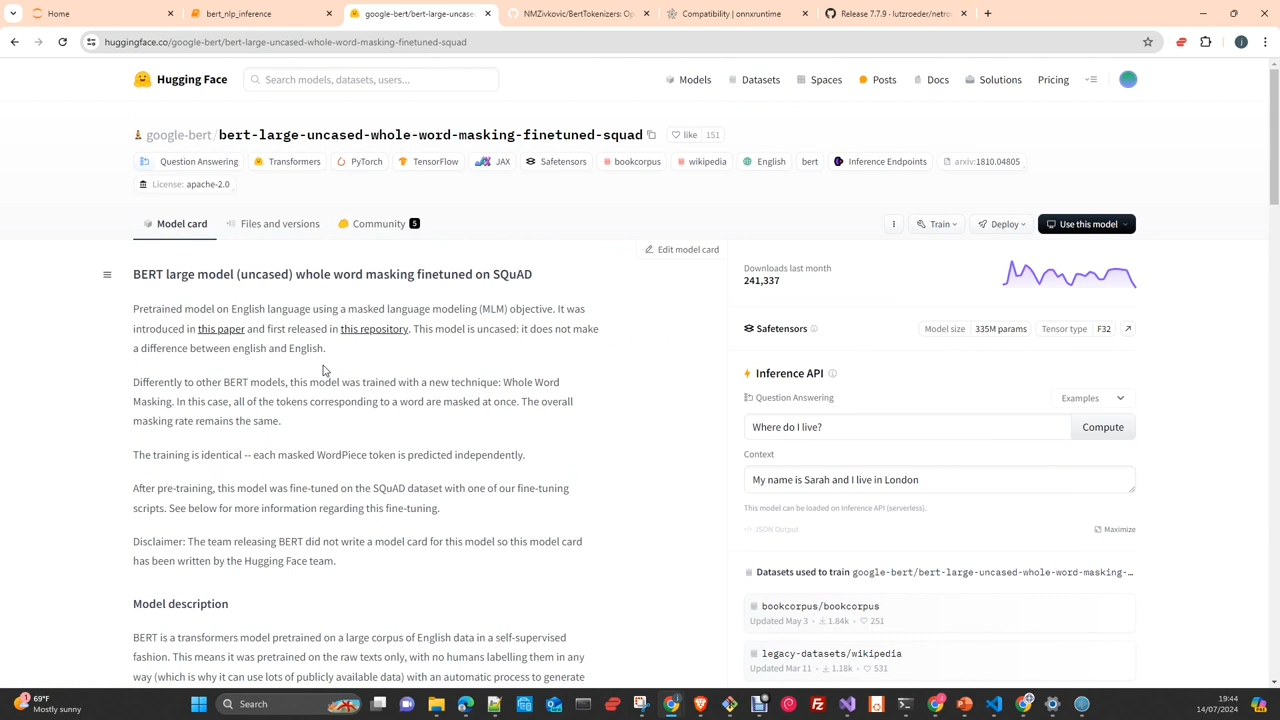 Home
bert_nlp_inference
google-bert/bert-large-uncase
NMZivkovic/BertTokenizers: Op
Compatibility | onnxruntime
Release 7.7.9 · lutzroeder/netro
huggingface.co/google-bert/bert-large-uncased-whole-word-masking-finetuned-squad
Hugging Face
Search models, datasets, users...
Models
Datasets
Spaces
Posts
Docs
Solutions
Pricing
google-bert/bert-large-uncased-whole-word-masking-finetuned-squad
like 151
Question Answering
Transformers
PyTorch
TensorFlow
JAX
Safetensors
bookcorpus
wikipedia
English
bert
Inference Endpoints
arxiv:1810.04805
License: apache-2.0
Model card
Files and versions
Community 5
Train
Deploy
Use this model
Edit model card
BERT large model (uncased) whole word masking finetuned on SQuAD
Pretrained model on English language using a masked language modeling (MLM) objective. It was
introduced in this paper and first released in this repository. This model is uncased: it does not make
a difference between english and English.
Differently to other BERT models, this model was trained with a new technique: Whole Word
Masking. In this case, all of the tokens corresponding to a word are masked at once. The overall
masking rate remains the same.
The training is identical -- each masked WordPiece token is predicted independently.
After pre-training, this model was fine-tuned on the SQuAD dataset with one of our fine-tuning
scripts. See below for more information regarding this fine-tuning.
Disclaimer: The team releasing BERT did not write a model card for this model so this model card
has been written by the Hugging Face team.
Model description
BERT is a transformers model pretrained on a large corpus of English data in a self-supervised
fashion. This means it was pretrained on the raw texts only, with no humans labelling them in any
way (which is why it can use lots of publicly available data) with an automatic process to generate
Downloads last month
241,337
Safetensors
Model size 335M params
Tensor type F32
Inference API
Question Answering
Examples
Where do I live?
Compute
Context
My name is Sarah and I live in London
This model can be loaded on Inference API (serverless).
JSON Output
Maximize
Datasets used to train google-bert/bert-large-uncased-whole-word-masking-…
bookcorpus/bookcorpus
Updated May 3 • 1.84k • 251
legacy-datasets/wikipedia
Updated Mar 11 • 1.18k • 531
69°F
Mostly sunny
Search
19:44
14/07/2024